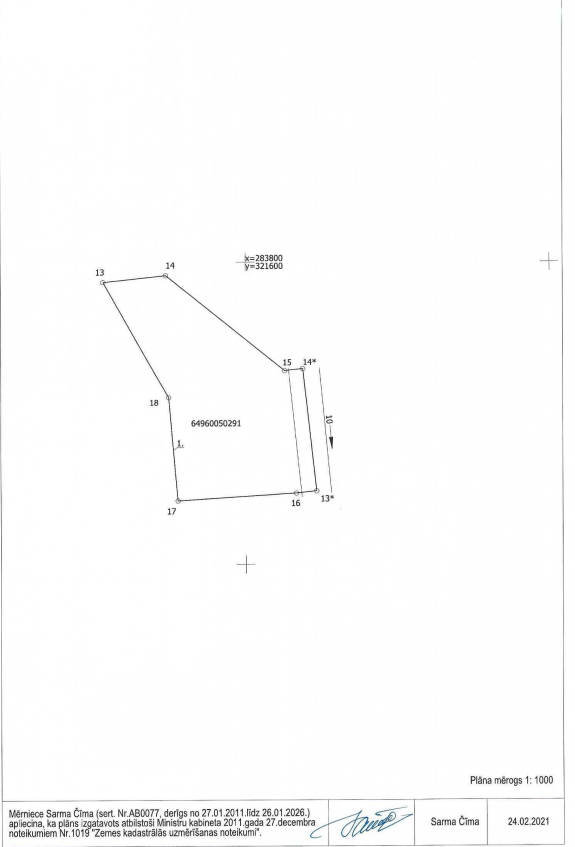 x=283800
y=321600
13
14
15
14*
18
64960050291
10
1.
17
16
13*
Plāna mērogs 1: 1000
Mērniece Sarma Čīma (sert. Nr.AB0077, derīgs no 27.01.2011.līdz 26.01.2026.)
apliecina, ka plāns izgatavots atbilstoši Ministru kabineta 2011.gada 27.decembra
noteikumiem Nr.1019 "Zemes kadastrālās uzmērīšanas noteikumi".
Sarma Čīma
24.02.2021